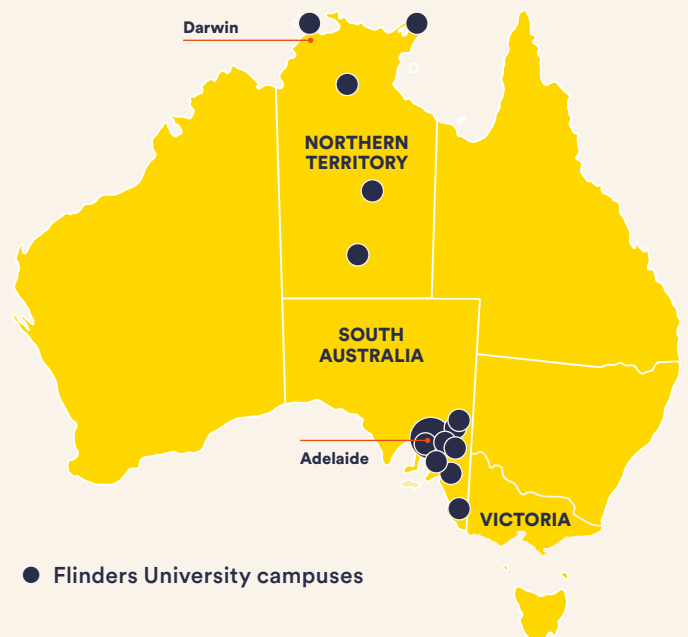 Darwin
NORTHERN
TERRITORY
SOUTH
AUSTRALIA
Adelaide
VICTORIA
Flinders University campuses